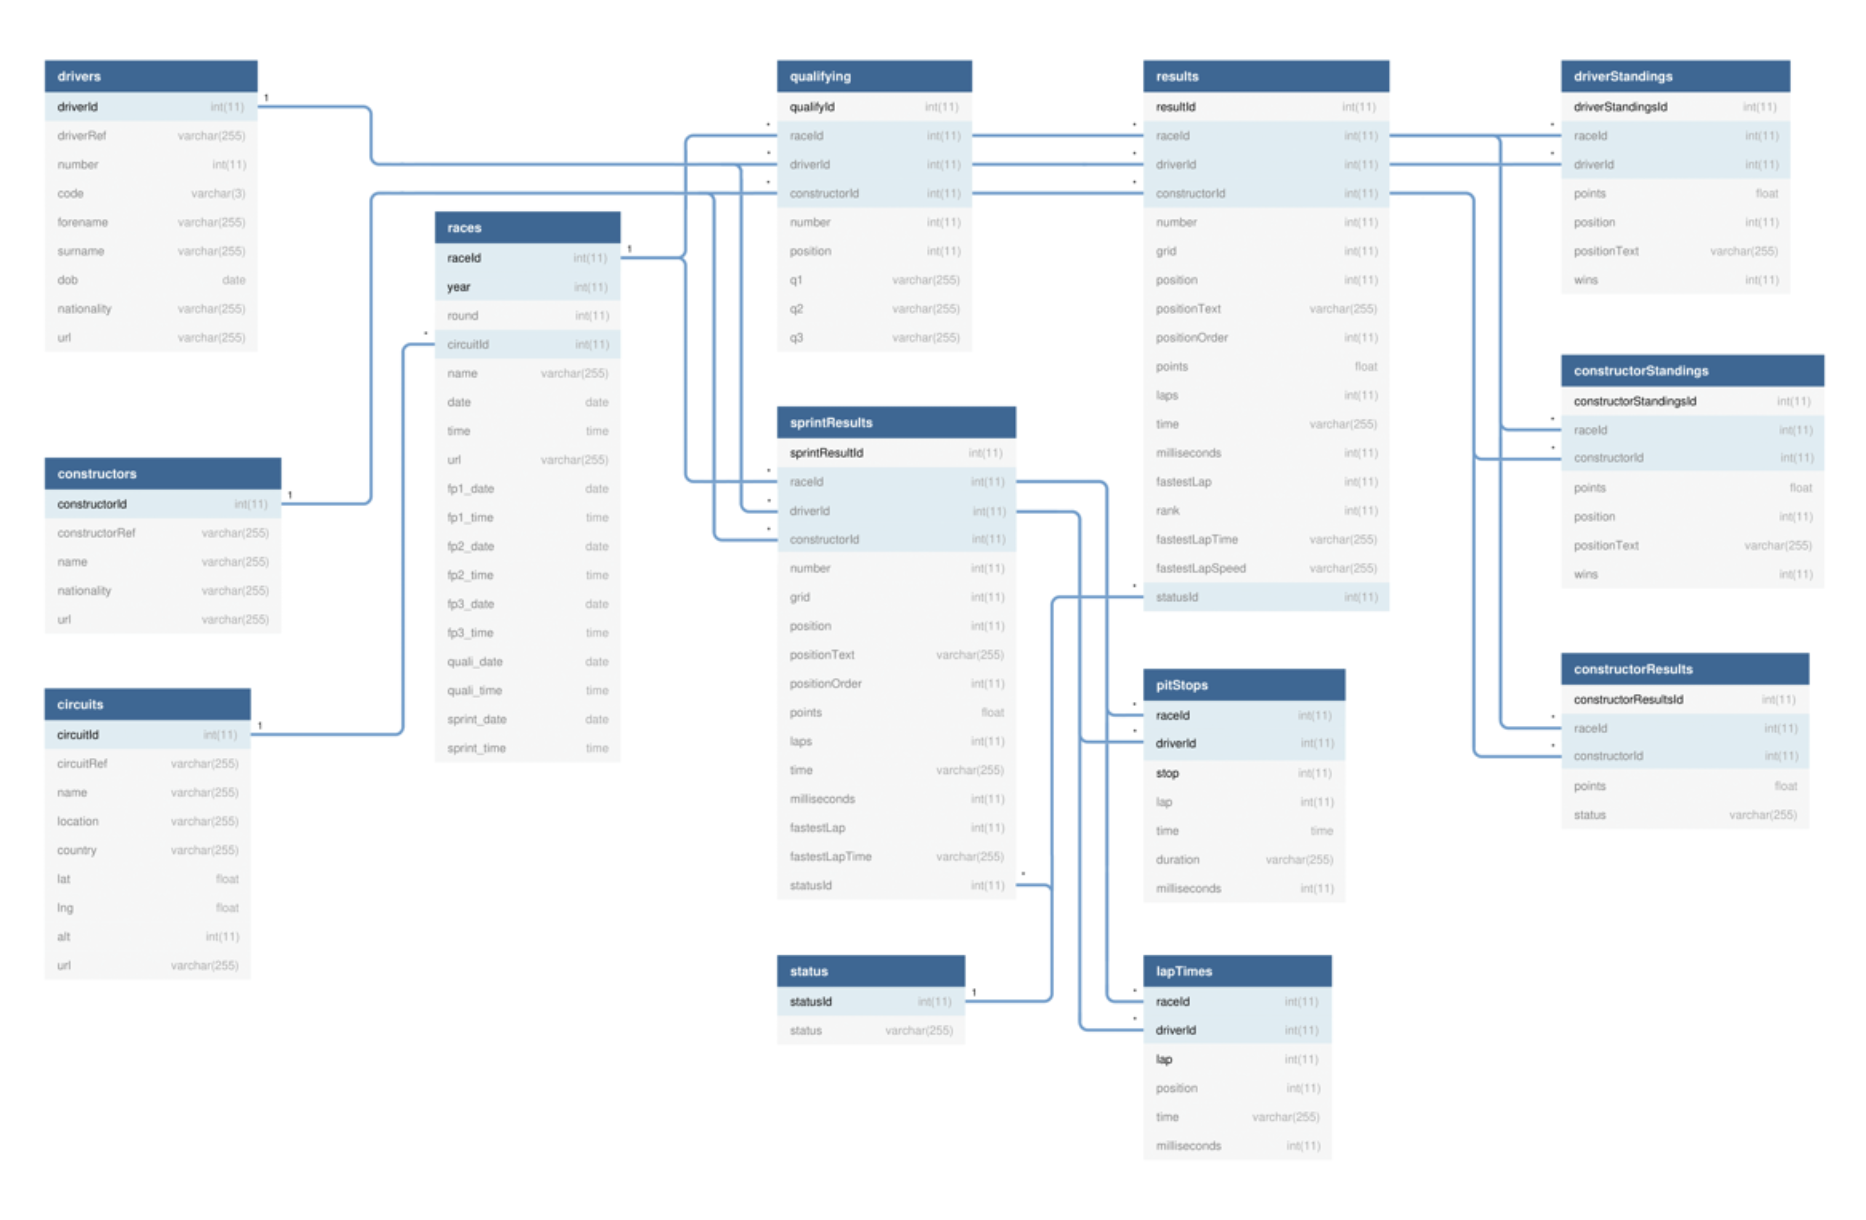 drivers
driverId int(11)
driverRef varchar(255)
number int(11)
code varchar(3)
forename varchar(255)
surname varchar(255)
dob date
nationality varchar(255)
url varchar(255)
1
constructors
constructorId int(11)
constructorRef varchar(255)
name varchar(255)
nationality varchar(255)
url varchar(255)
1
circuits
circuitId int(11)
circuitRef varchar(255)
name varchar(255)
location varchar(255)
country varchar(255)
lat float
lng float
alt int(11)
url varchar(255)
1
races
raceId int(11)
year int(11)
round int(11)
circuitId int(11)
name varchar(255)
date date
time time
url varchar(255)
fp1_date date
fp1_time time
fp2_date date
fp2_time time
fp3_date date
fp3_time time
quali_date date
quali_time time
sprint_date date
sprint_time time
1
*
qualifying
qualifyId int(11)
* raceId int(11)
* driverId int(11)
* constructorId int(11)
number int(11)
position int(11)
q1 varchar(255)
q2 varchar(255)
q3 varchar(255)
sprintResults
sprintResultId int(11)
* raceId int(11)
* driverId int(11)
* constructorId int(11)
number int(11)
grid int(11)
position int(11)
positionText varchar(255)
positionOrder int(11)
points float
laps int(11)
time varchar(255)
milliseconds int(11)
fastestLap int(11)
fastestLapTime varchar(255)
statusId int(11) *
status
statusId int(11)
status varchar(255)
1
results
resultId int(11)
* raceId int(11)
* driverId int(11)
* constructorId int(11)
number int(11)
grid int(11)
position int(11)
positionText varchar(255)
positionOrder int(11)
points float
laps int(11)
time varchar(255)
milliseconds int(11)
fastestLap int(11)
rank int(11)
fastestLapTime varchar(255)
fastestLapSpeed varchar(255)
* statusId int(11)
pitStops
* raceId int(11)
* driverId int(11)
stop int(11)
lap int(11)
time time
duration varchar(255)
milliseconds int(11)
lapTimes
* raceId int(11)
* driverId int(11)
lap int(11)
position int(11)
time varchar(255)
milliseconds int(11)
driverStandings
driverStandingsId int(11)
* raceId int(11)
* driverId int(11)
points float
position int(11)
positionText varchar(255)
wins int(11)
constructorStandings
constructorStandingsId int(11)
* raceId int(11)
* constructorId int(11)
points float
position int(11)
positionText varchar(255)
wins int(11)
constructorResults
constructorResultsId int(11)
* raceId int(11)
* constructorId int(11)
points float
status varchar(255)